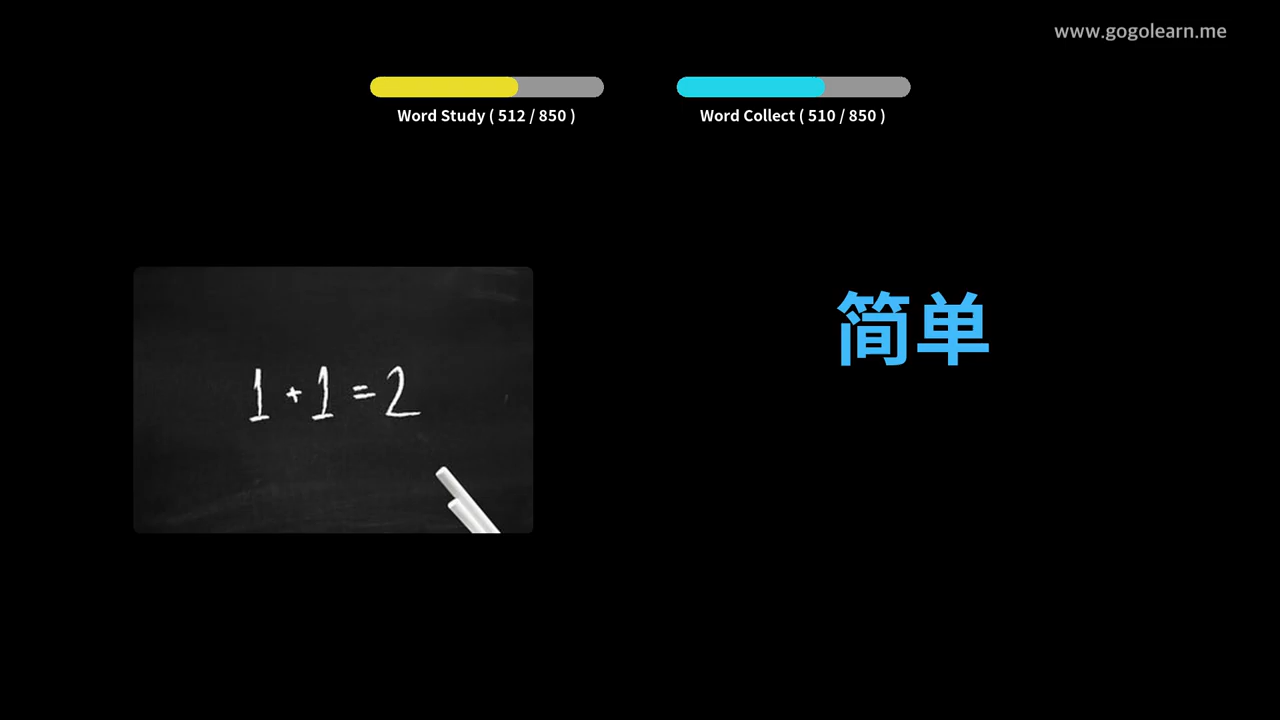 www.gogolearn.me
Word Study ( 512 / 850 )
Word Collect ( 510 / 850 )
1 + 1 = 2
简单